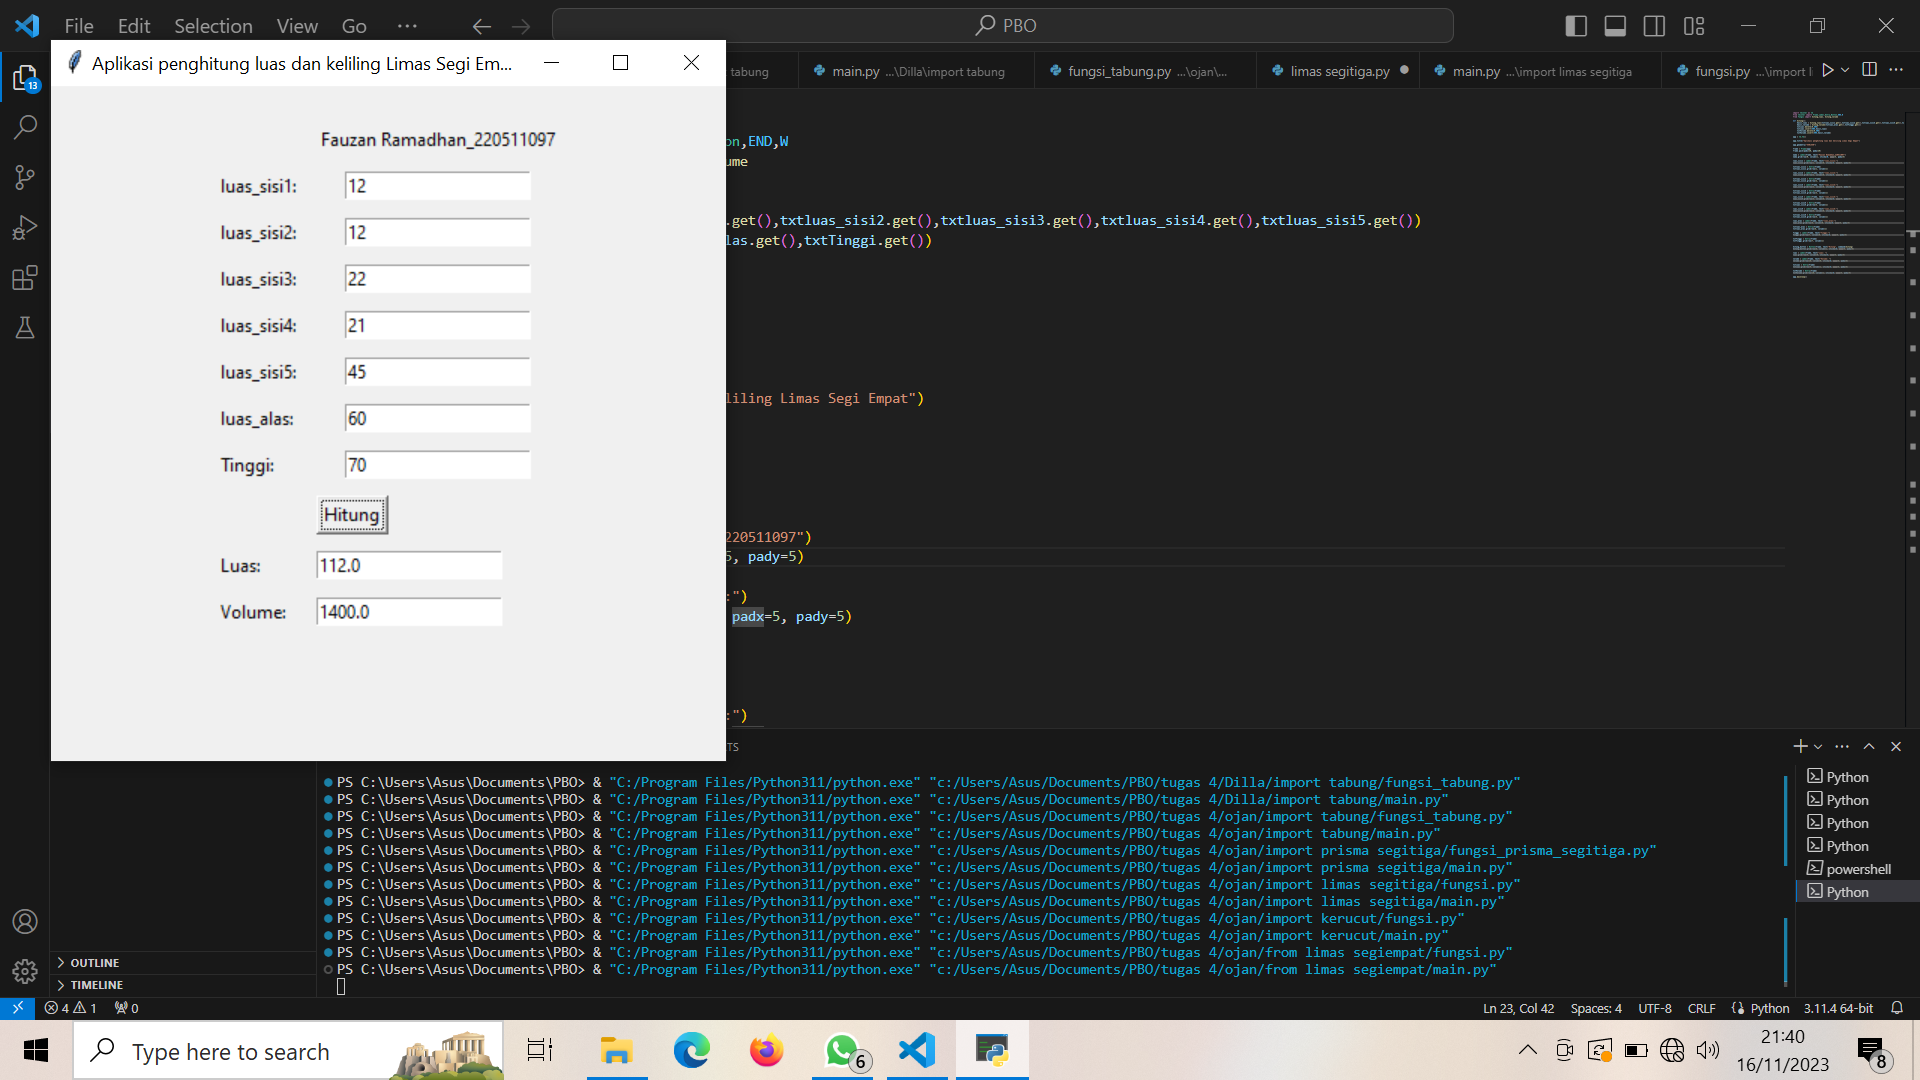 File Edit Selection View Go ···
PBO
Aplikasi penghitung luas dan keliling Limas Segi Em...
tabung
main.py ...\Dilla\import tabung
fungsi_tabung.py ...\ojan\...
limas segitiga.py
main.py ...\import limas segitiga
fungsi.py ...\import l
13
Fauzan Ramadhan_220511097
luas_sisi1: 12
luas_sisi2: 12
luas_sisi3: 22
luas_sisi4: 21
luas_sisi5: 45
luas_alas: 60
Tinggi: 70
Hitung
Luas: 112.0
Volume: 1400.0
on,END,W
ume
.get(),txtluas_sisi2.get(),txtluas_sisi3.get(),txtluas_sisi4.get(),txtluas_sisi5.get())
las.get(),txtTinggi.get())
liling Limas Segi Empat")
220511097")
5, pady=5)
:")
padx=5, pady=5)
:")
TS
PS C:\Users\Asus\Documents\PBO> & "C:/Program Files/Python311/python.exe" "c:/Users/Asus/Documents/PBO/tugas 4/Dilla/import tabung/fungsi_tabung.py"
PS C:\Users\Asus\Documents\PBO> & "C:/Program Files/Python311/python.exe" "c:/Users/Asus/Documents/PBO/tugas 4/Dilla/import tabung/main.py"
PS C:\Users\Asus\Documents\PBO> & "C:/Program Files/Python311/python.exe" "c:/Users/Asus/Documents/PBO/tugas 4/ojan/import tabung/fungsi_tabung.py"
PS C:\Users\Asus\Documents\PBO> & "C:/Program Files/Python311/python.exe" "c:/Users/Asus/Documents/PBO/tugas 4/ojan/import tabung/main.py"
PS C:\Users\Asus\Documents\PBO> & "C:/Program Files/Python311/python.exe" "c:/Users/Asus/Documents/PBO/tugas 4/ojan/import prisma segitiga/fungsi_prisma_segitiga.py"
PS C:\Users\Asus\Documents\PBO> & "C:/Program Files/Python311/python.exe" "c:/Users/Asus/Documents/PBO/tugas 4/ojan/import prisma segitiga/main.py"
PS C:\Users\Asus\Documents\PBO> & "C:/Program Files/Python311/python.exe" "c:/Users/Asus/Documents/PBO/tugas 4/ojan/import limas segitiga/fungsi.py"
PS C:\Users\Asus\Documents\PBO> & "C:/Program Files/Python311/python.exe" "c:/Users/Asus/Documents/PBO/tugas 4/ojan/import limas segitiga/main.py"
PS C:\Users\Asus\Documents\PBO> & "C:/Program Files/Python311/python.exe" "c:/Users/Asus/Documents/PBO/tugas 4/ojan/import kerucut/fungsi.py"
PS C:\Users\Asus\Documents\PBO> & "C:/Program Files/Python311/python.exe" "c:/Users/Asus/Documents/PBO/tugas 4/ojan/import kerucut/main.py"
PS C:\Users\Asus\Documents\PBO> & "C:/Program Files/Python311/python.exe" "c:/Users/Asus/Documents/PBO/tugas 4/ojan/from limas segiempat/fungsi.py"
PS C:\Users\Asus\Documents\PBO> & "C:/Program Files/Python311/python.exe" "c:/Users/Asus/Documents/PBO/tugas 4/ojan/from limas segiempat/main.py"
Python
Python
Python
Python
powershell
Python
OUTLINE
TIMELINE
4 1 0
Ln 23, Col 42 Spaces: 4 UTF-8 CRLF Python 3.11.4 64-bit
Type here to search
6
21:40
16/11/2023
8